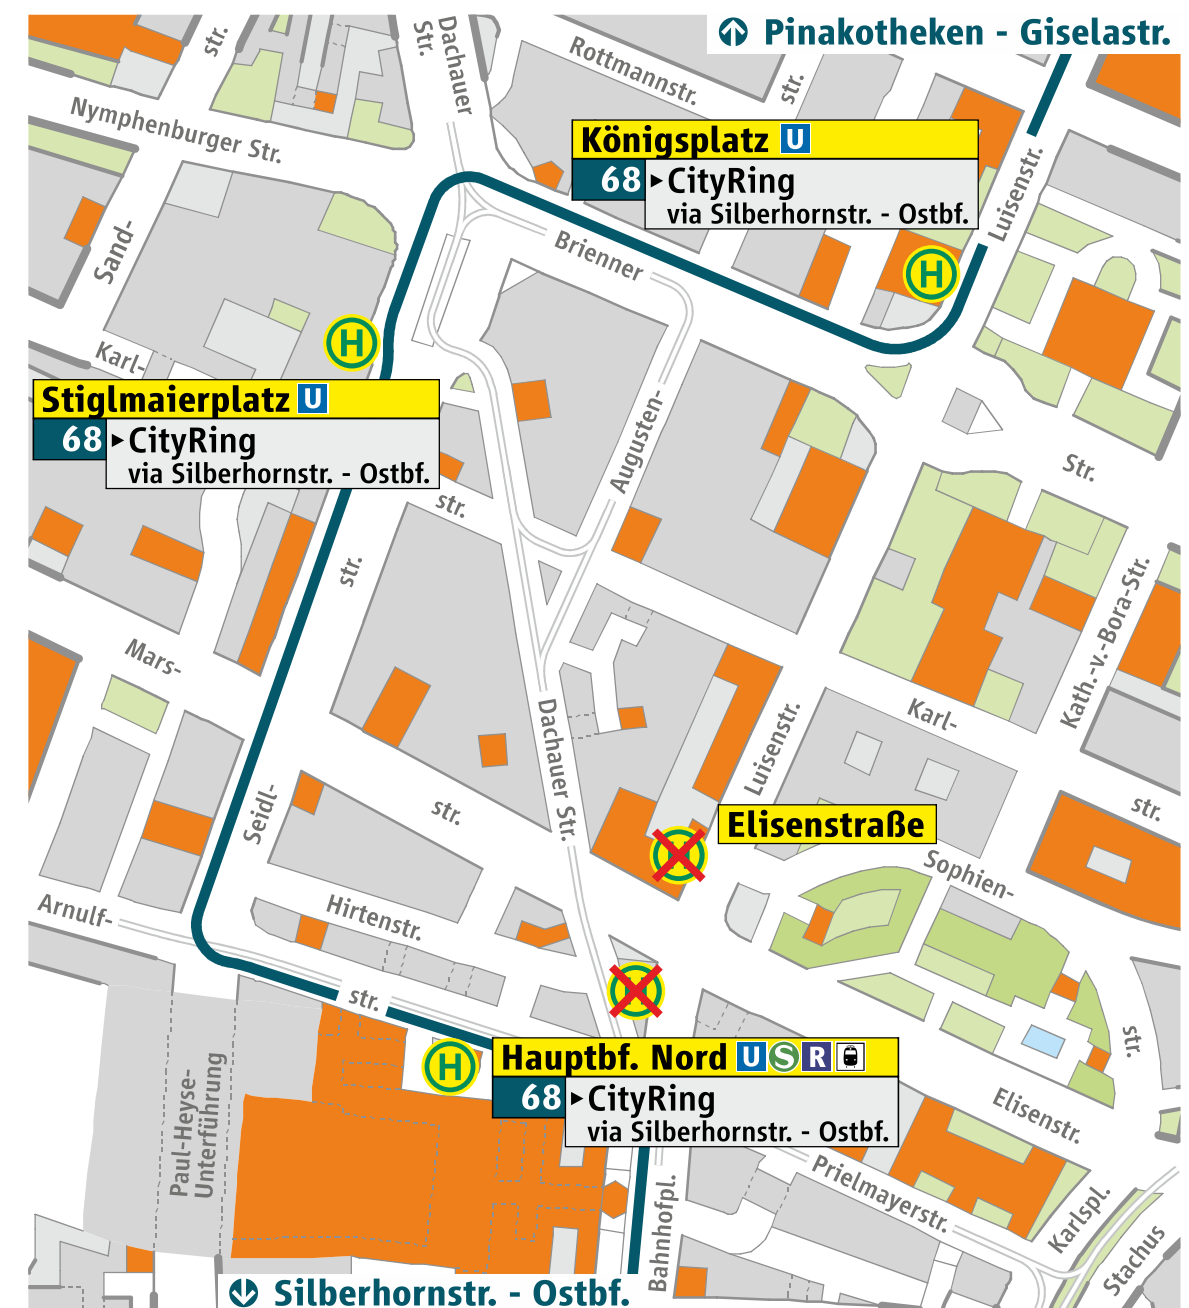 Pinakotheken - Giselastr.
str.
Dachauer
Str.
Rottmannstr.
str.
Nymphenburger Str.
Königsplatz U
68 CityRing
via Silberhornstr. - Ostbf.
Luisenstr.
Sand-
Brienner
H
H
Karl-
Stiglmaierplatz U
68 CityRing
via Silberhornstr. - Ostbf.
Augusten-
Str.
str.
str.
Kath.-v.-Bora-Str.
Mars-
Karl-
Luisenstr.
Dachauer Str.
Seidl-
str.
str.
Elisenstraße
H
Sophien-
Arnulf-
Hirtenstr.
H
str.
str.
H
Hauptbf. Nord U S R
68 CityRing
via Silberhornstr. - Ostbf.
Paul-Heyse-
Unterführung
Elisenstr.
Prielmayerstr.
Bahnhofpl.
Karlspl.
Stachus
Silberhornstr. - Ostbf.